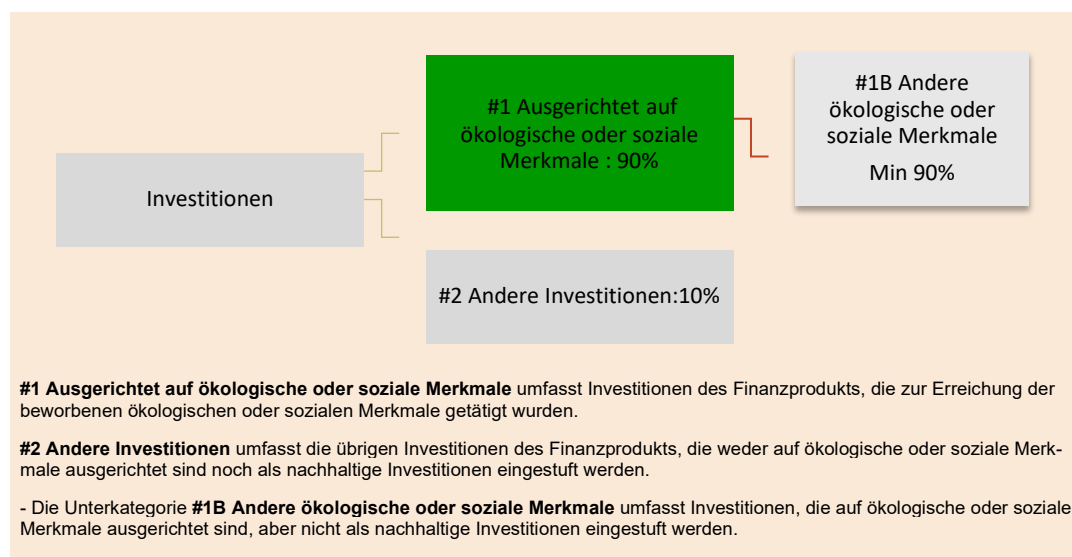 #1 Ausgerichtet auf
ökologische oder soziale
Merkmale : 90%
#1B Andere
ökologische oder
soziale Merkmale
Min 90%
Investitionen
#2 Andere Investitionen:10%
#1 Ausgerichtet auf ökologische oder soziale Merkmale umfasst Investitionen des Finanzprodukts, die zur Erreichung der
beworbenen ökologischen oder sozialen Merkmale getätigt wurden.
#2 Andere Investitionen umfasst die übrigen Investitionen des Finanzprodukts, die weder auf ökologische oder soziale Merk-
male ausgerichtet sind noch als nachhaltige Investitionen eingestuft werden.
- Die Unterkategorie #1B Andere ökologische oder soziale Merkmale umfasst Investitionen, die auf ökologische oder soziale
Merkmale ausgerichtet sind, aber nicht als nachhaltige Investitionen eingestuft werden.